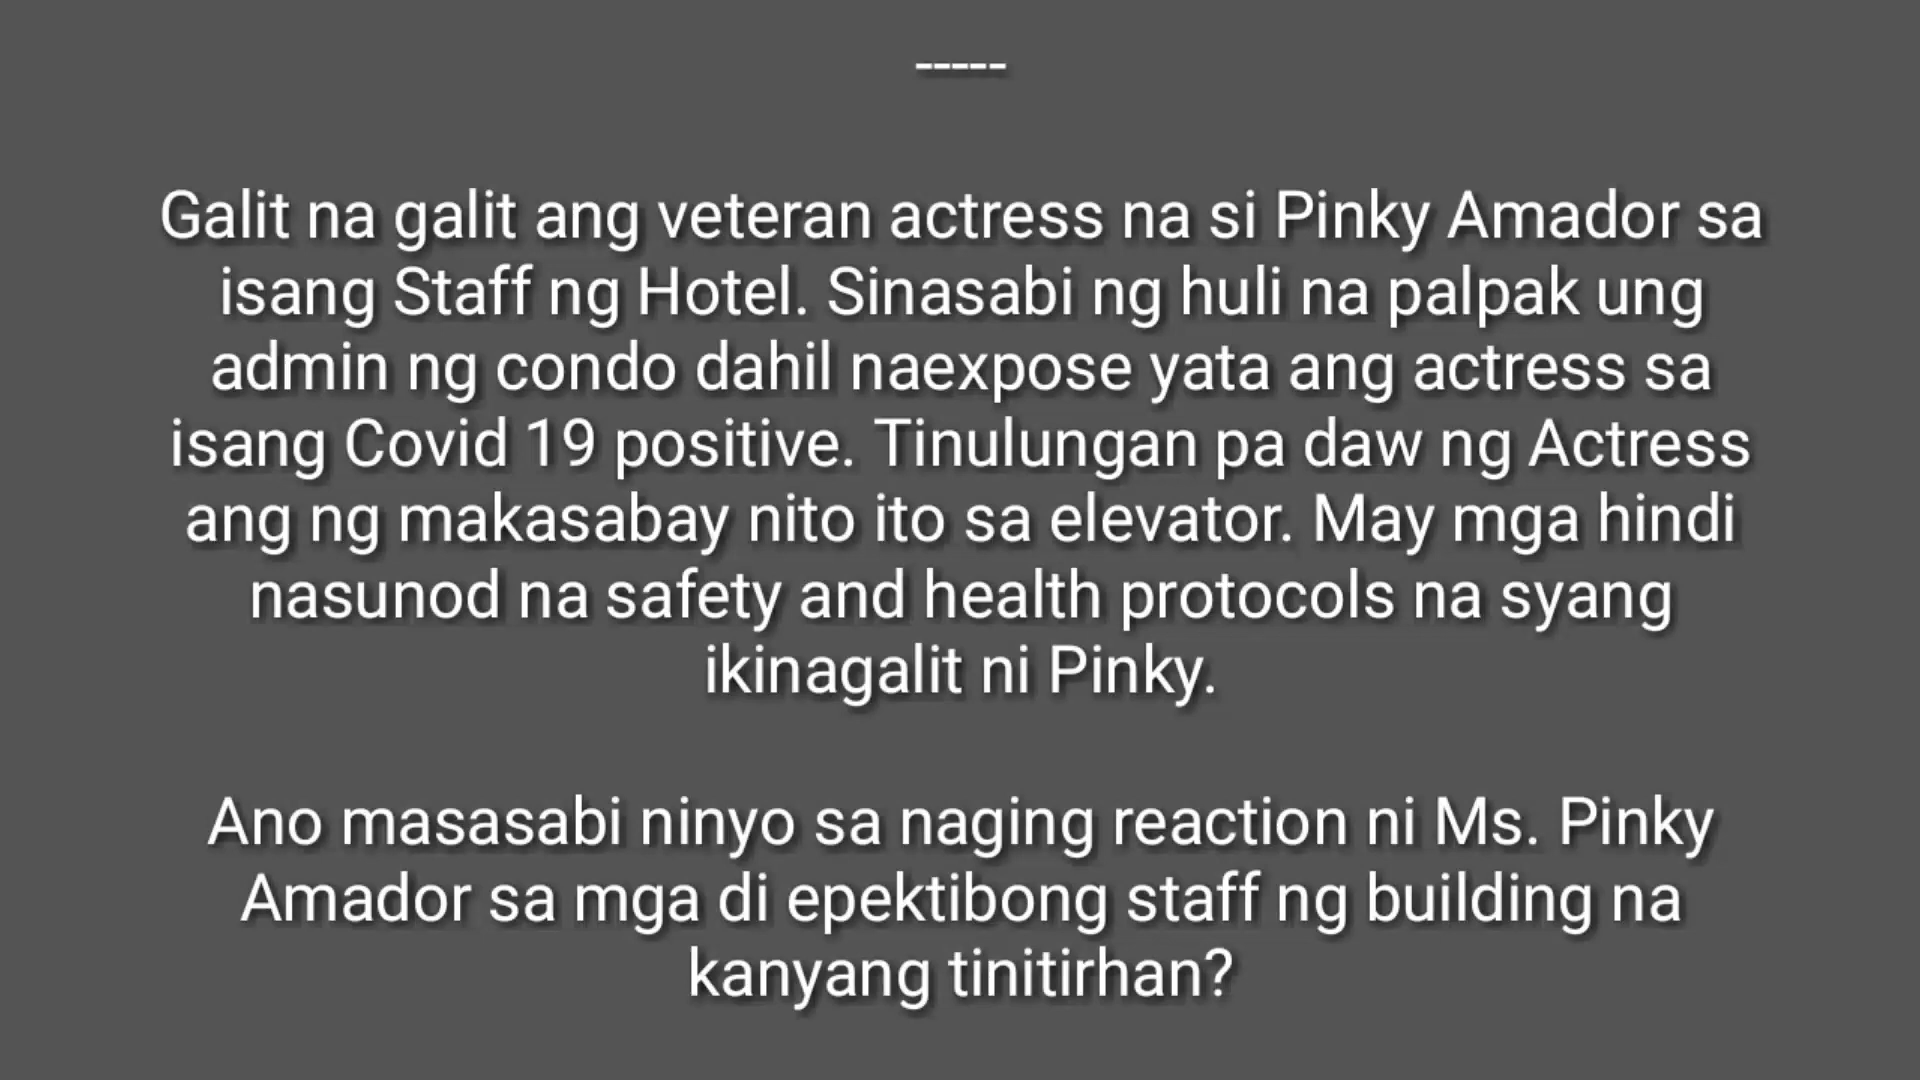 -----
Galit na galit ang veteran actress na si Pinky Amador sa
isang Staff ng Hotel. Sinasabi ng huli na palpak ung
admin ng condo dahil naexpose yata ang actress sa
isang Covid 19 positive. Tinulungan pa daw ng Actress
ang ng makasabay nito ito sa elevator. May mga hindi
nasunod na safety and health protocols na syang
ikinagalit ni Pinky.
Ano masasabi ninyo sa naging reaction ni Ms. Pinky
Amador sa mga di epektibong staff ng building na
kanyang tinitirhan?